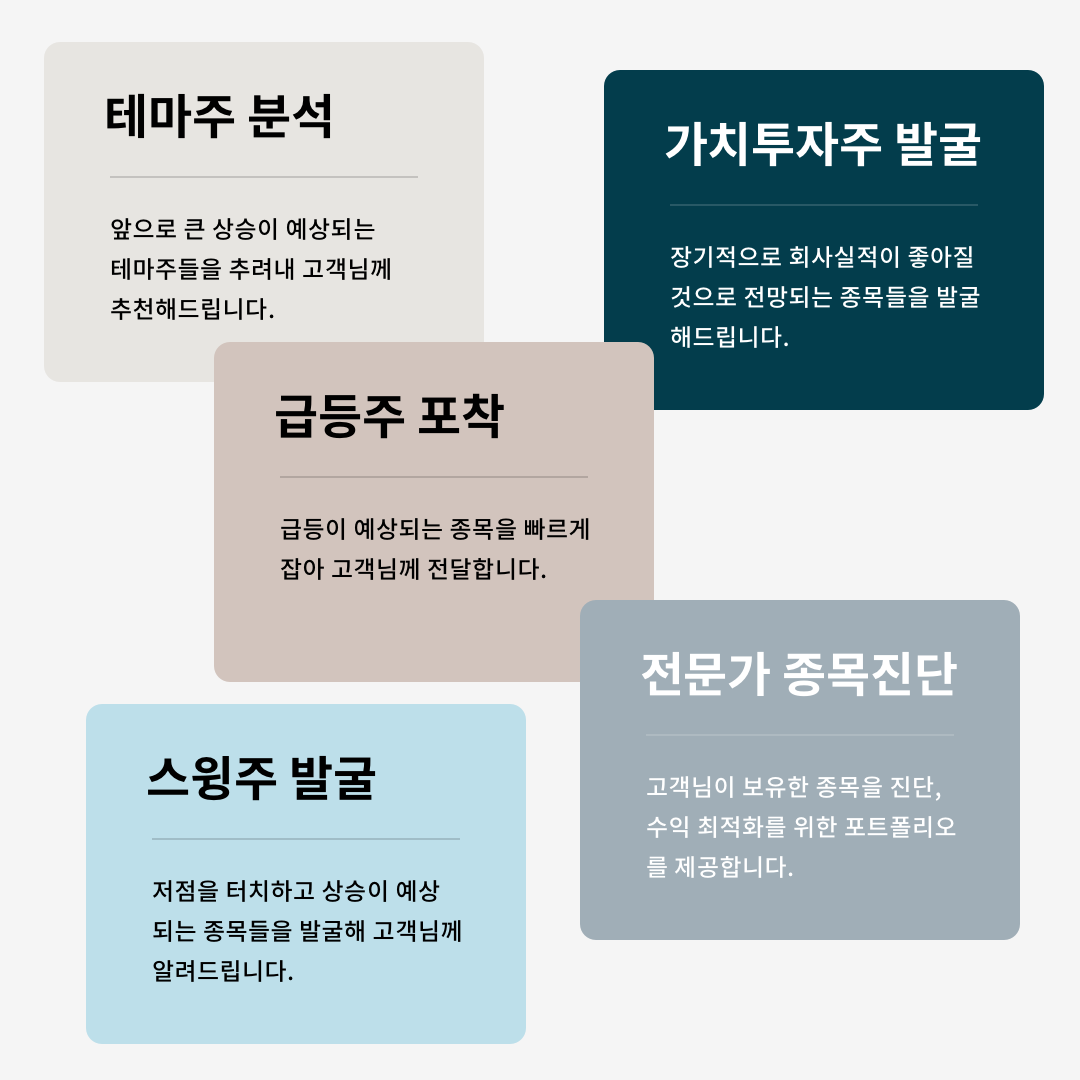 테마주 분석
앞으로 큰 상승이 예상되는
테마주들을 추려내 고객님께
추천해드립니다.
가치투자주 발굴
장기적으로 회사실적이 좋아질
것으로 전망되는 종목들을 발굴
해드립니다.
급등주 포착
급등이 예상되는 종목을 빠르게
잡아 고객님께 전달합니다.
전문가 종목진단
고객님이 보유한 종목을 진단,
수익 최적화를 위한 포트폴리오
를 제공합니다.
스윙주 발굴
저점을 터치하고 상승이 예상
되는 종목들을 발굴해 고객님께
알려드립니다.